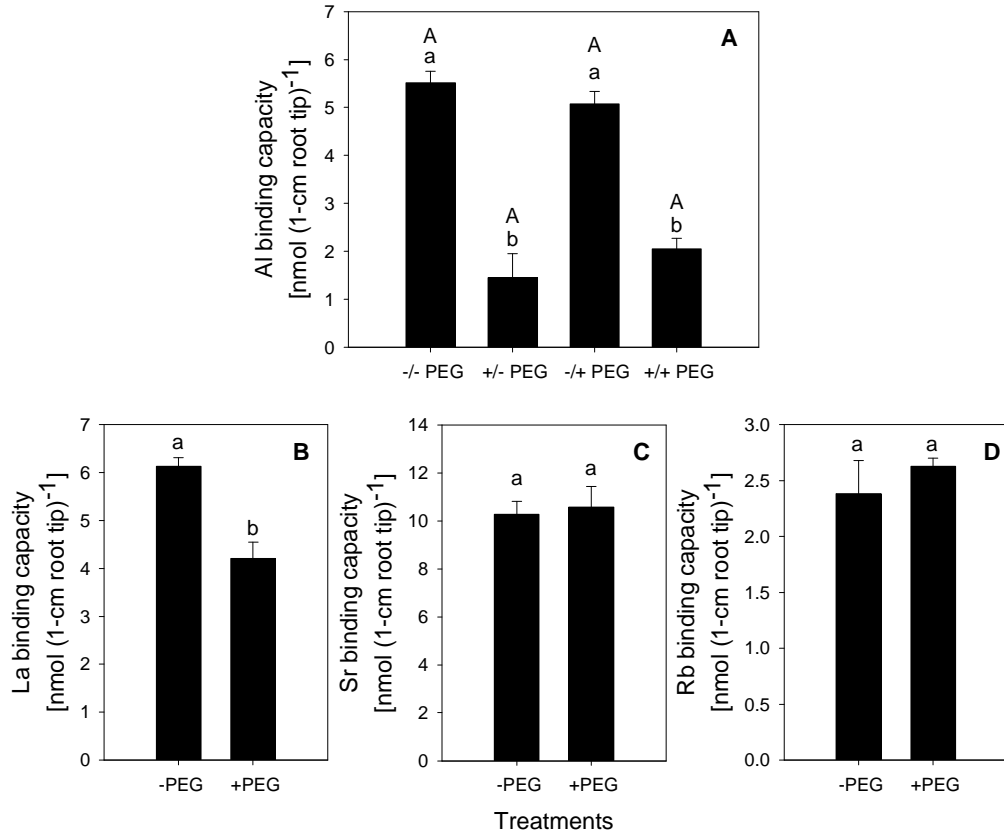 A
Al binding capacity
[nmol (1-cm root tip)⁻¹]
7
6
5
4
3
2
1
0
A
a
A
b
A
a
A
b
-/- PEG
+/- PEG
-/+ PEG
+/+ PEG
B
La binding capacity
[nmol (1-cm root tip)⁻¹]
7
6
5
4
3
2
1
0
a
b
-PEG
+PEG
C
Sr binding capacity
[nmol (1-cm root tip)⁻¹]
14
12
10
8
6
4
2
0
a
a
-PEG
+PEG
D
Rb binding capacity
[nmol (1-cm root tip)⁻¹]
3.0
2.5
2.0
1.5
1.0
0.5
0.0
a
a
-PEG
+PEG
Treatments